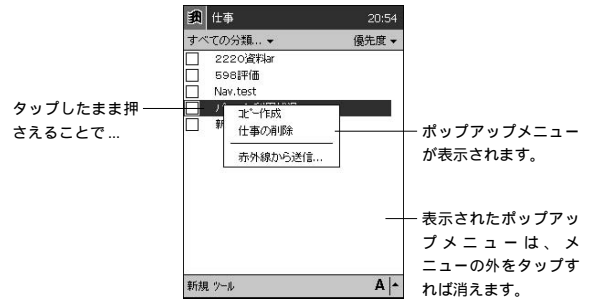 仕事 20:54
すべての分類... 優先度
2220資料ar
598評価
Nav.test
コピー作成
仕事の削除
赤外線から送信...
新規 ツール A
タップしたまま押
さえることで...
ポップアップメニュー
が表示されます。
表示されたポップアッ
プメニューは、メ
ニューの外をタップす
れば消えます。